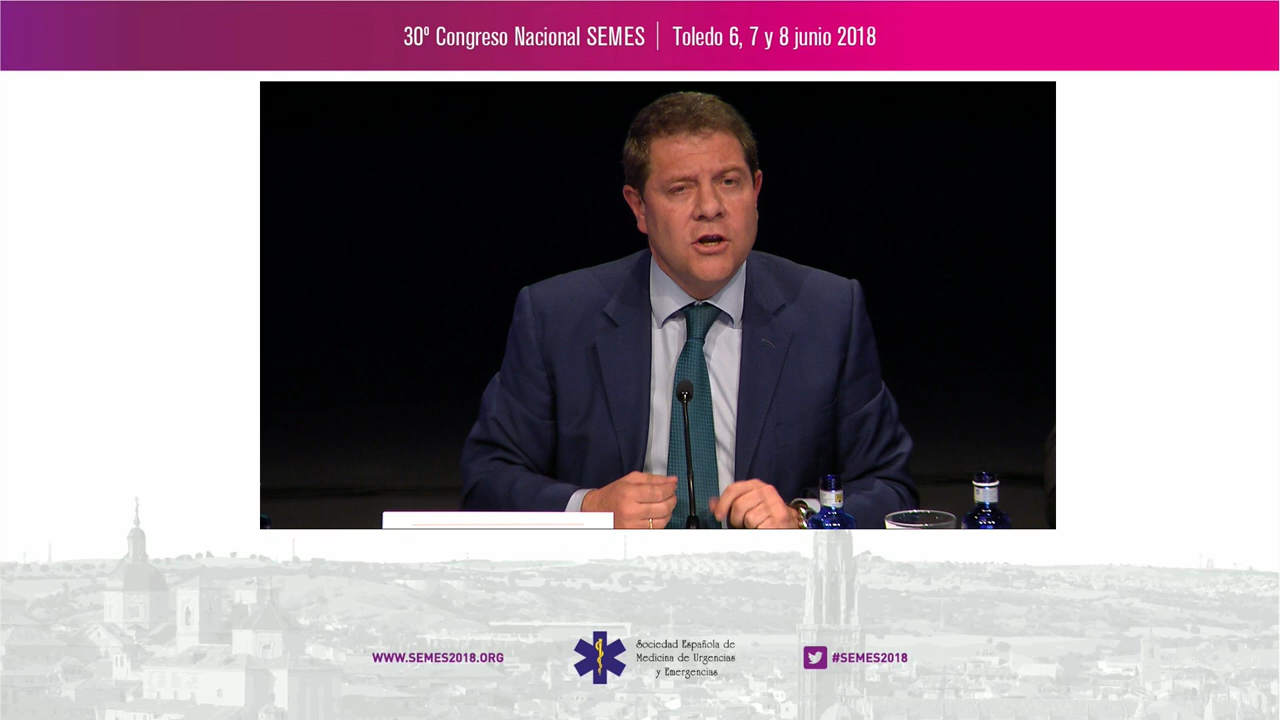 30º Congreso Nacional SEMES | Toledo 6, 7 y 8 junio 2018
WWW.SEMES2018.ORG
Sociedad Española de
Medicina de Urgencias
y Emergencias
#SEMES2018